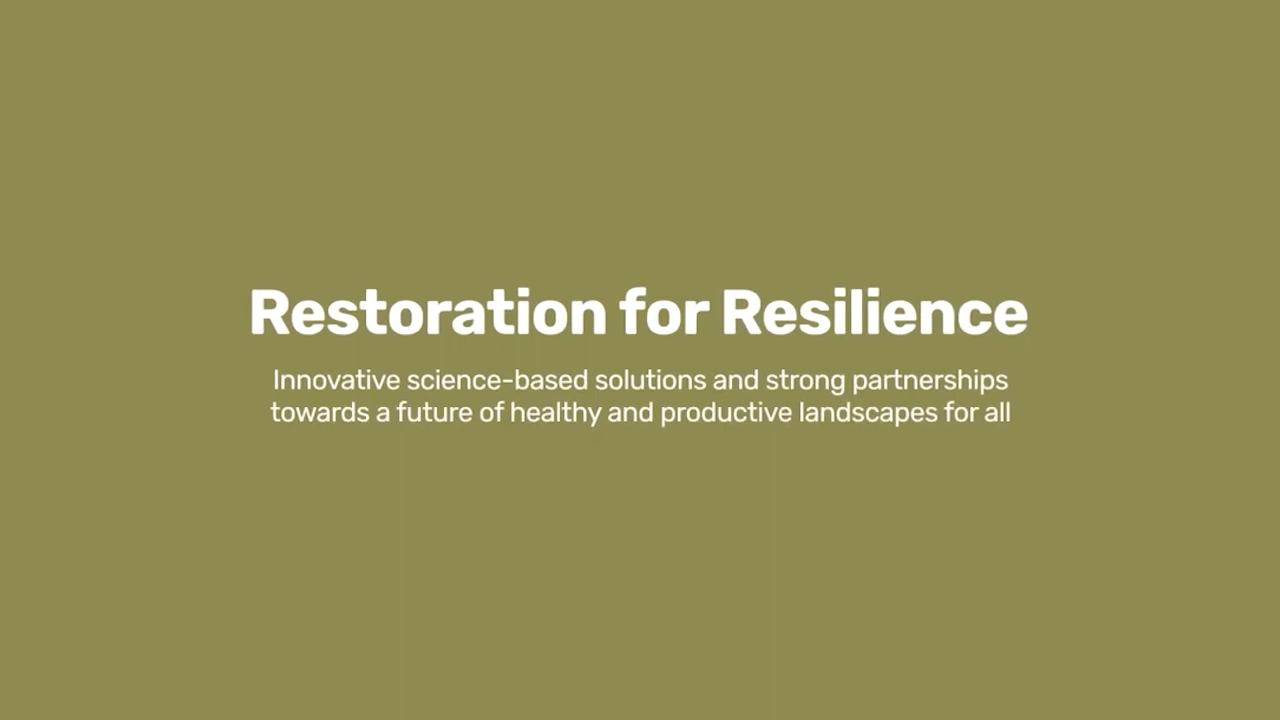 Restoration for Resilience
Innovative science-based solutions and strong partnerships
towards a future of healthy and productive landscapes for all